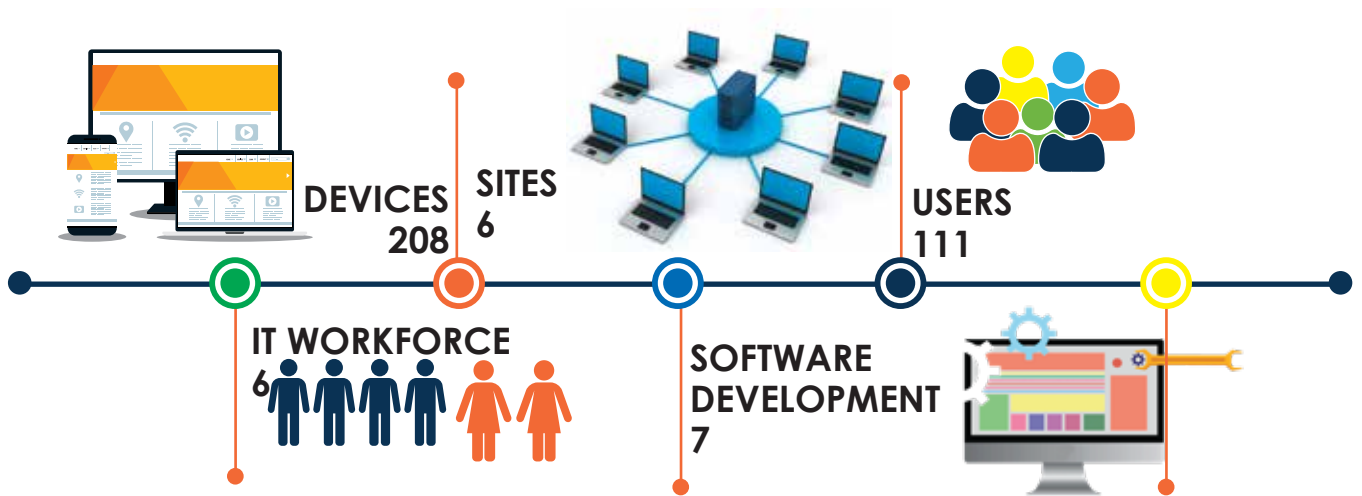 DEVICES
208
SITES
6
USERS
111
IT WORKFORCE
6
SOFTWARE
DEVELOPMENT
7